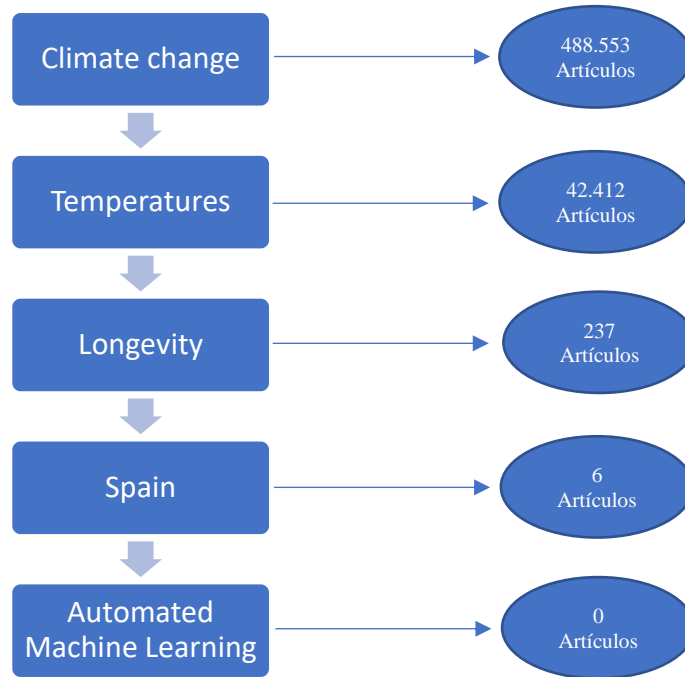 Climate change
488.553
Artículos
Temperatures
42.412
Artículos
Longevity
237
Artículos
Spain
6
Artículos
Automated
Machine Learning
0
Artículos